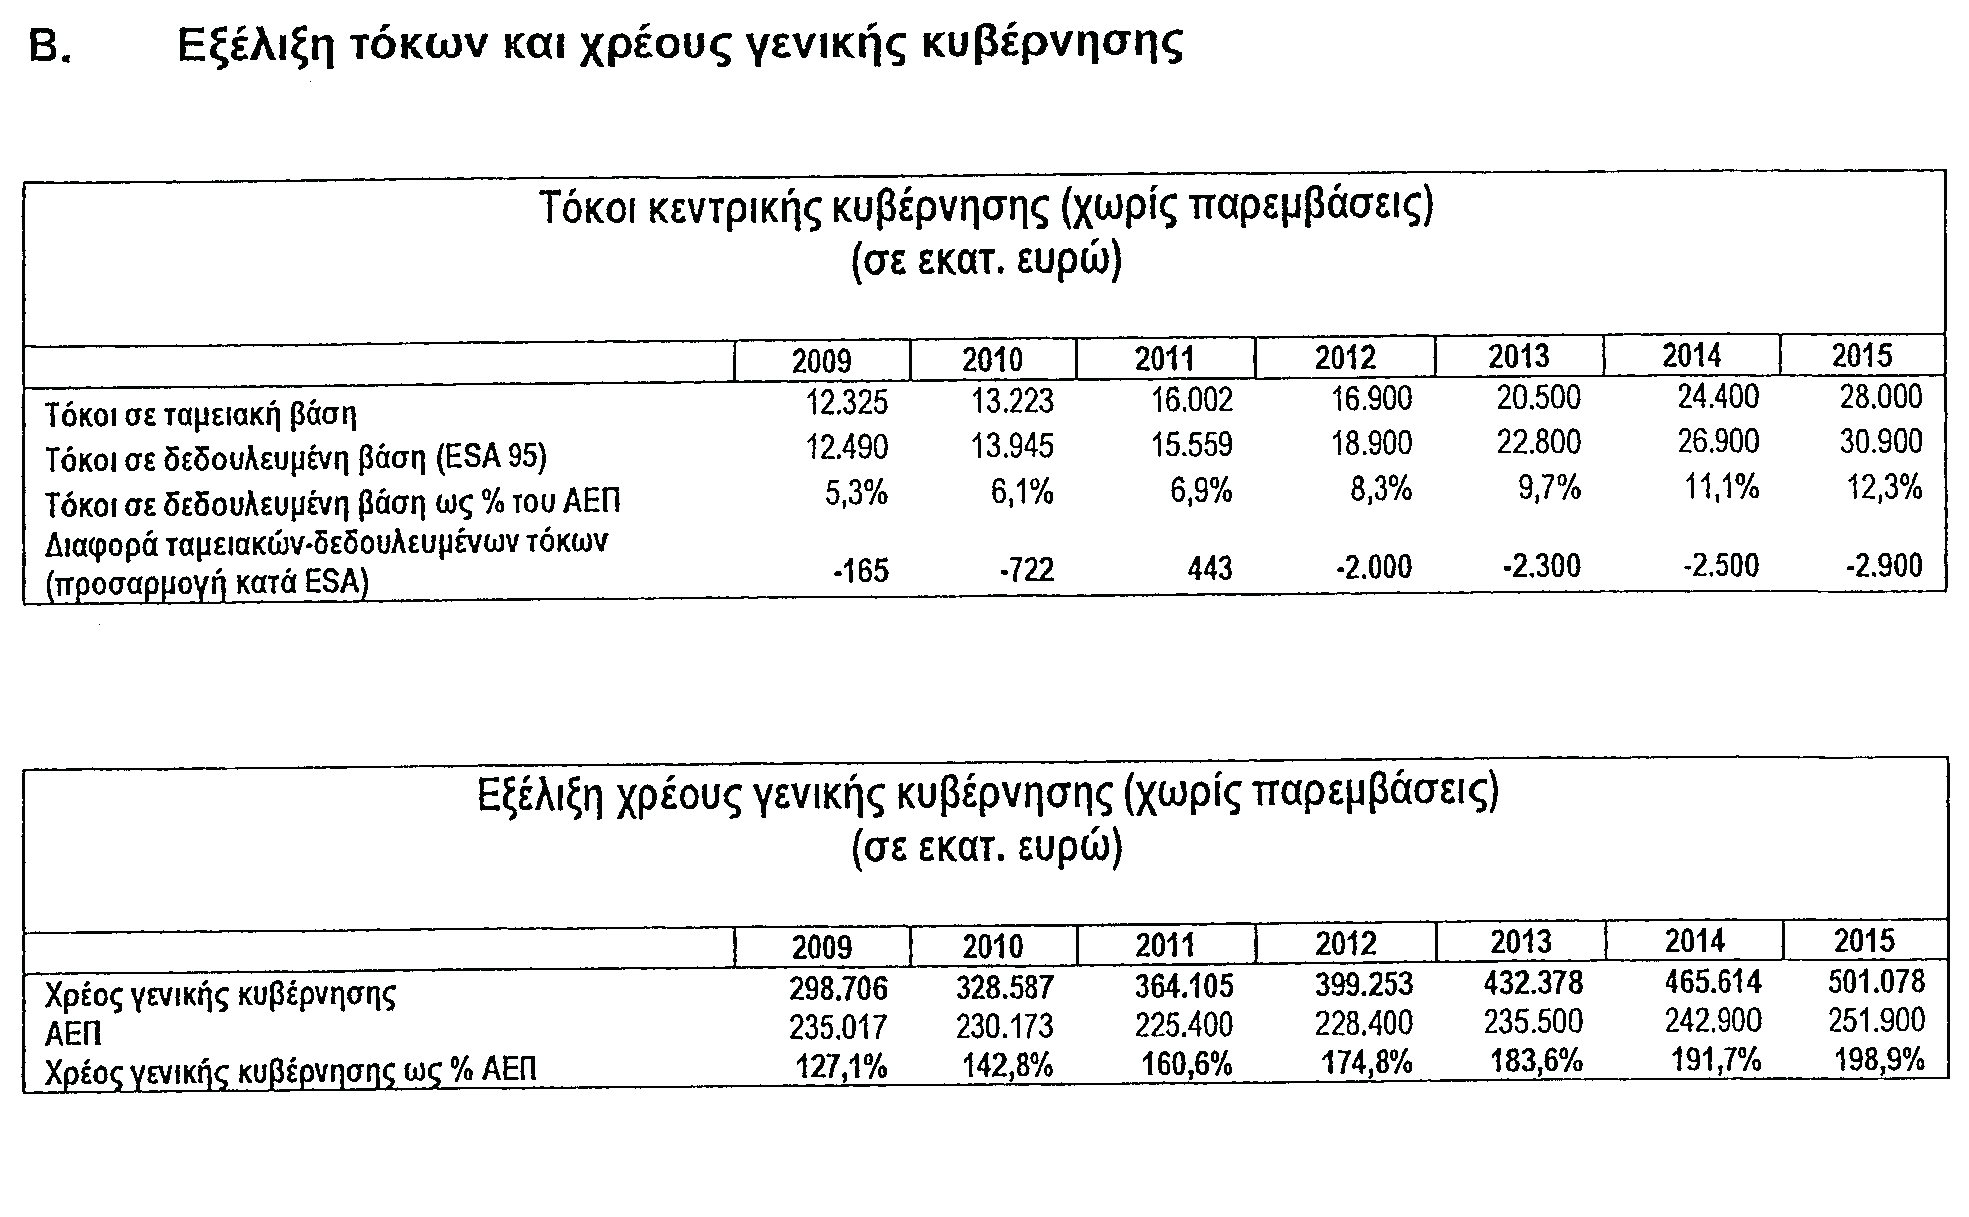 Β. Εξέλιξη τόκων και χρέους γενικής κυβέρνησης
Τόκοι κεντρικής κυβέρνησης (χωρίς παρεμβάσεις)
(σε εκατ. ευρώ)
2009 2010 2011 2012 2013 2014 2015
Τόκοι σε ταμειακή βάση 12.325 13.223 16.002 16.900 20.500 24.400 28.000
Τόκοι σε δεδουλευμένη βάση (ESA 95) 12.490 13.945 15.559 18.900 22.800 26.900 30.900
Τόκοι σε δεδουλευμένη βάση ως % του ΑΕΠ 5,3% 6,1% 6,9% 8,3% 9,7% 11,1% 12,3%
Διαφορά ταμειακών-δεδουλευμένων τόκων
(προσαρμογή κατά ESA) -165 -722 443 -2.000 -2.300 -2.500 -2.900
Εξέλιξη χρέους γενικής κυβέρνησης (χωρίς παρεμβάσεις)
(σε εκατ. ευρώ)
2009 2010 2011 2012 2013 2014 2015
Χρέος γενικής κυβέρνησης 298.706 328.587 364.105 399.253 432.378 465.614 501.078
ΑΕΠ 235.017 230.173 225.400 228.400 235.500 242.900 251.900
Χρέος γενικής κυβέρνησης ως % ΑΕΠ 127,1% 142,8% 160,6% 174,8% 183,6% 191,7% 198,9%